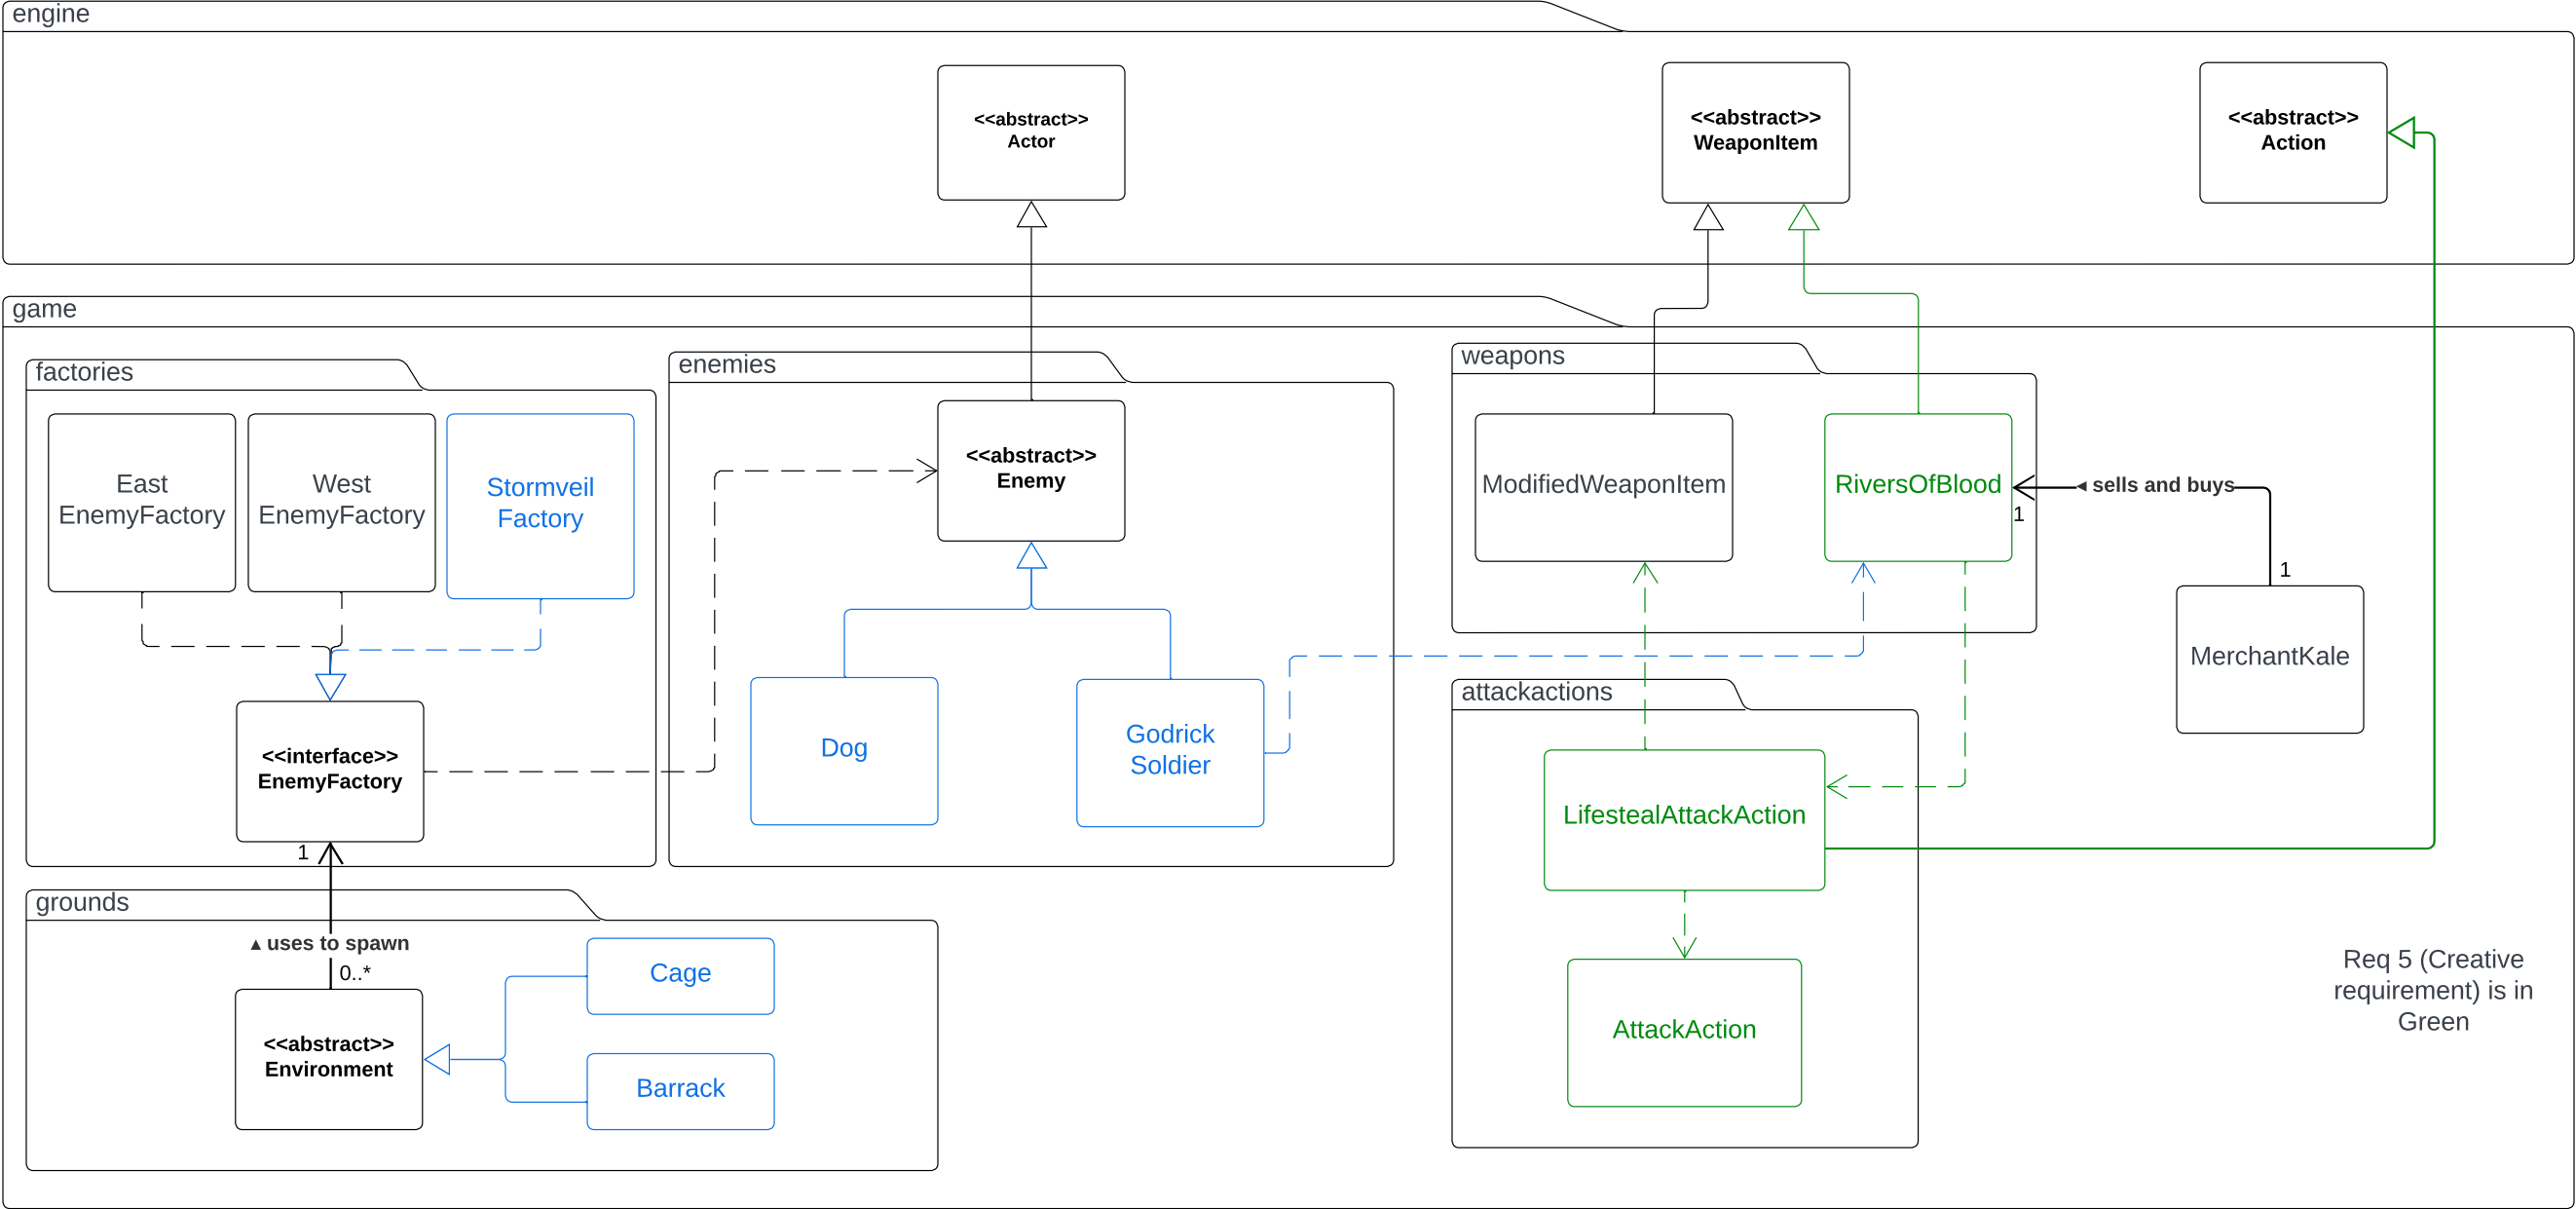 engine
<<abstract>>
Actor
<<abstract>>
WeaponItem
<<abstract>>
Action
game
factories
East
EnemyFactory
West
EnemyFactory
Stormveil
Factory
<<interface>>
EnemyFactory
1
enemies
<<abstract>>
Enemy
Dog
Godrick
Soldier
weapons
ModifiedWeaponItem
RiversOfBlood
◂ sells and buys
1
1
MerchantKale
attackactions
LifestealAttackAction
AttackAction
grounds
▴ uses to spawn
0..*
<<abstract>>
Environment
Cage
Barrack
Req 5 (Creative
requirement) is in
Green